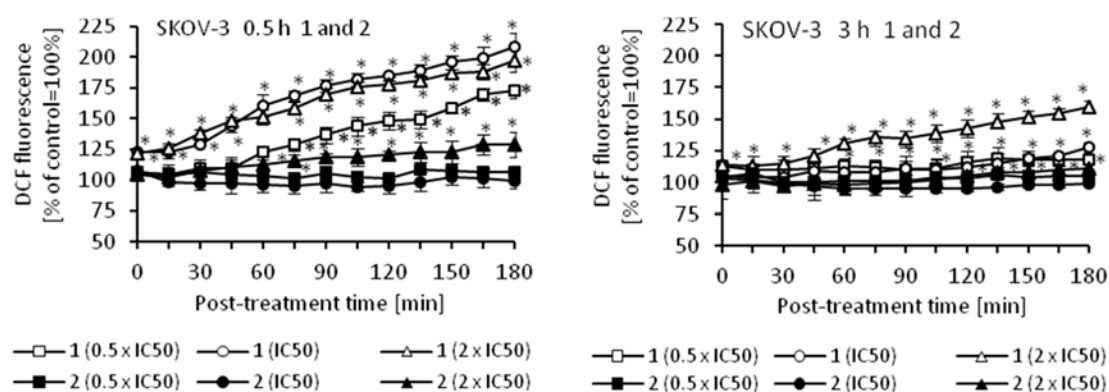 SKOV-3 0.5 h 1 and 2
DCF fluorescence
[% of control=100%]
225
200
175
150
125
100
75
50
0 30 60 90 120 150 180
Post-treatment time [min]
1 (0.5 x IC50) 1 (IC50) 1 (2 x IC50)
2 (0.5 x IC50) 2 (IC50) 2 (2 x IC50)
SKOV-3 3 h 1 and 2
DCF fluorescence
[% of control=100%]
225
200
175
150
125
100
75
50
0 30 60 90 120 150 180
Post-treatment time [min]
1 (0.5 x IC50) 1 (IC50) 1 (2 x IC50)
2 (0.5 x IC50) 2 (IC50) 2 (2 x IC50)